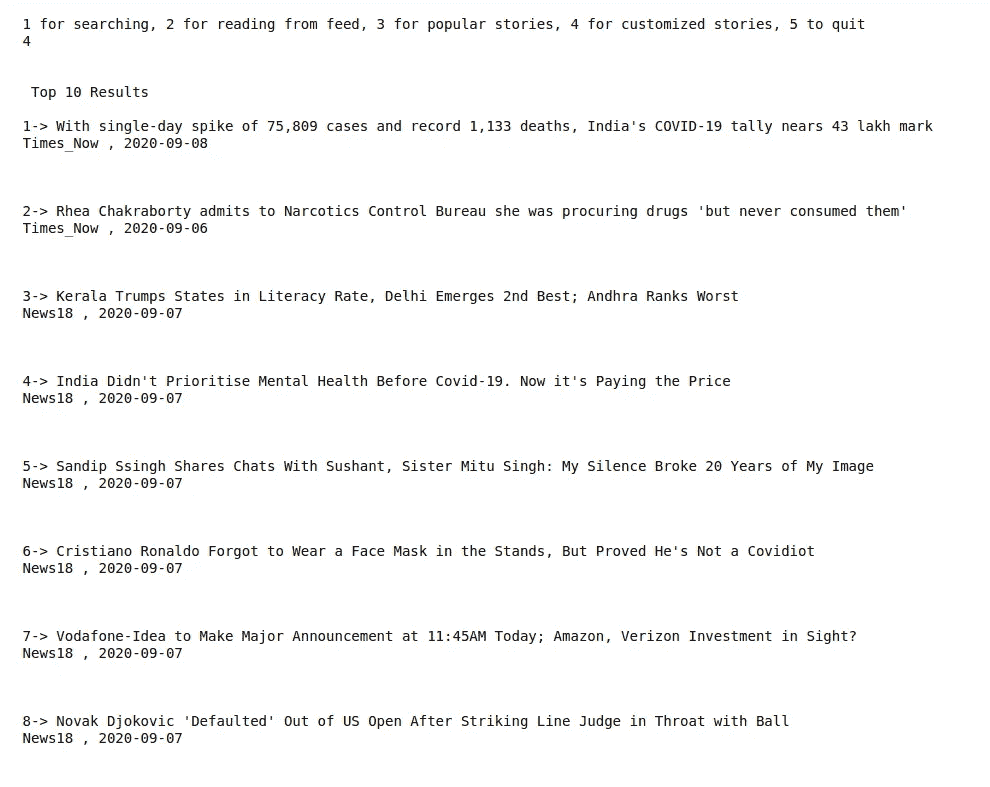 1 for searching, 2 for reading from feed, 3 for popular stories, 4 for customized stories, 5 to quit
4
Top 10 Results
1-> With single-day spike of 75,809 cases and record 1,133 deaths, India's COVID-19 tally nears 43 lakh mark
Times_Now , 2020-09-08
2-> Rhea Chakraborty admits to Narcotics Control Bureau she was procuring drugs 'but never consumed them'
Times_Now , 2020-09-06
3-> Kerala Trumps States in Literacy Rate, Delhi Emerges 2nd Best; Andhra Ranks Worst
News18 , 2020-09-07
4-> India Didn't Prioritise Mental Health Before Covid-19. Now it's Paying the Price
News18 , 2020-09-07
5-> Sandip Ssingh Shares Chats With Sushant, Sister Mitu Singh: My Silence Broke 20 Years of My Image
News18 , 2020-09-07
6-> Cristiano Ronaldo Forgot to Wear a Face Mask in the Stands, But Proved He's Not a Covidiot
News18 , 2020-09-07
7-> Vodafone-Idea to Make Major Announcement at 11:45AM Today; Amazon, Verizon Investment in Sight?
News18 , 2020-09-07
8-> Novak Djokovic 'Defaulted' Out of US Open After Striking Line Judge in Throat with Ball
News18 , 2020-09-07